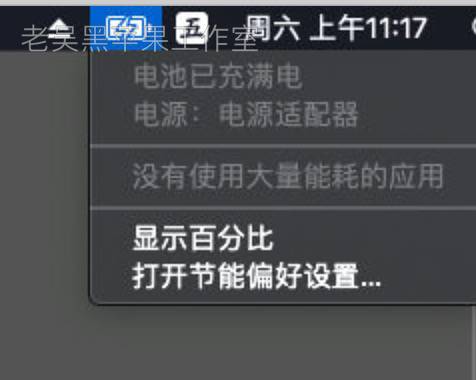 五 周六 上午11:17
老吴黑苹果工作室
电池已充满电
电源：电源适配器
没有使用大量能耗的应用
显示百分比
打开节能偏好设置...